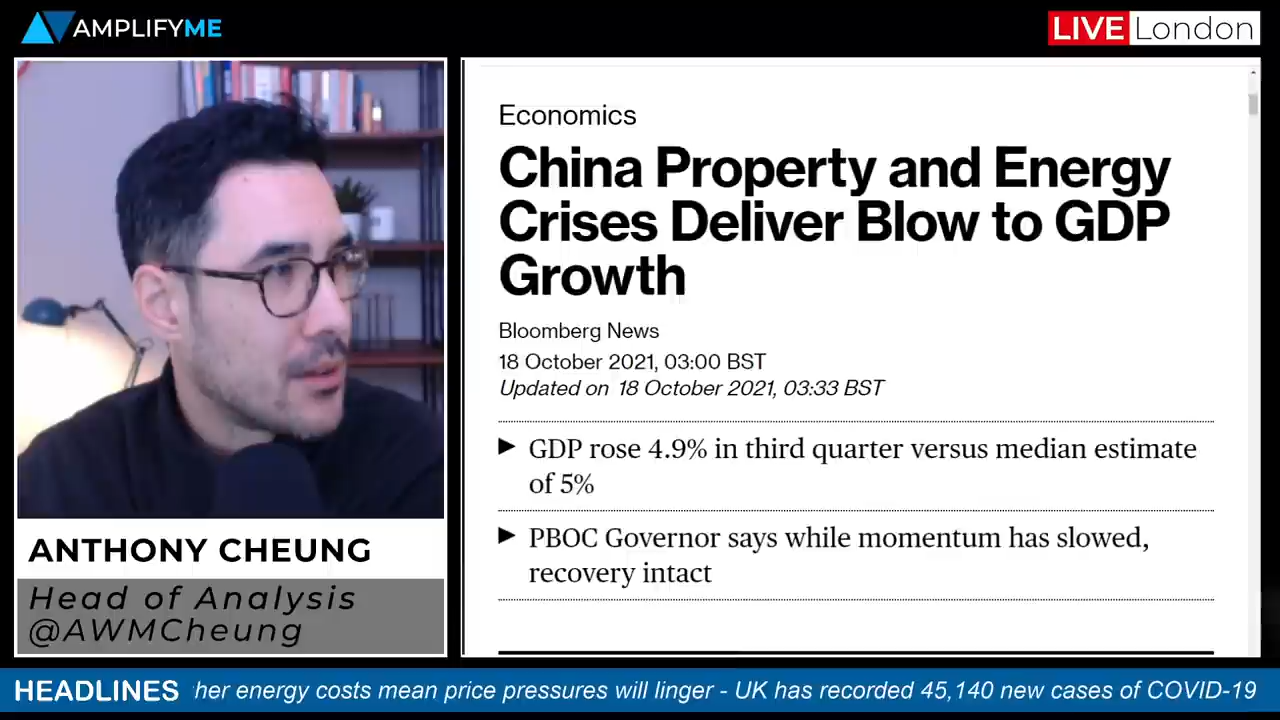 AMPLIFYME
LIVE London
Economics
China Property and Energy
Crises Deliver Blow to GDP
Growth
Bloomberg News
18 October 2021, 03:00 BST
Updated on 18 October 2021, 03:33 BST
GDP rose 4.9% in third quarter versus median estimate
of 5%
PBOC Governor says while momentum has slowed,
recovery intact
ANTHONY CHEUNG
Head of Analysis
@AWMCheung
HEADLINES her energy costs mean price pressures will linger - UK has recorded 45,140 new cases of COVID-19